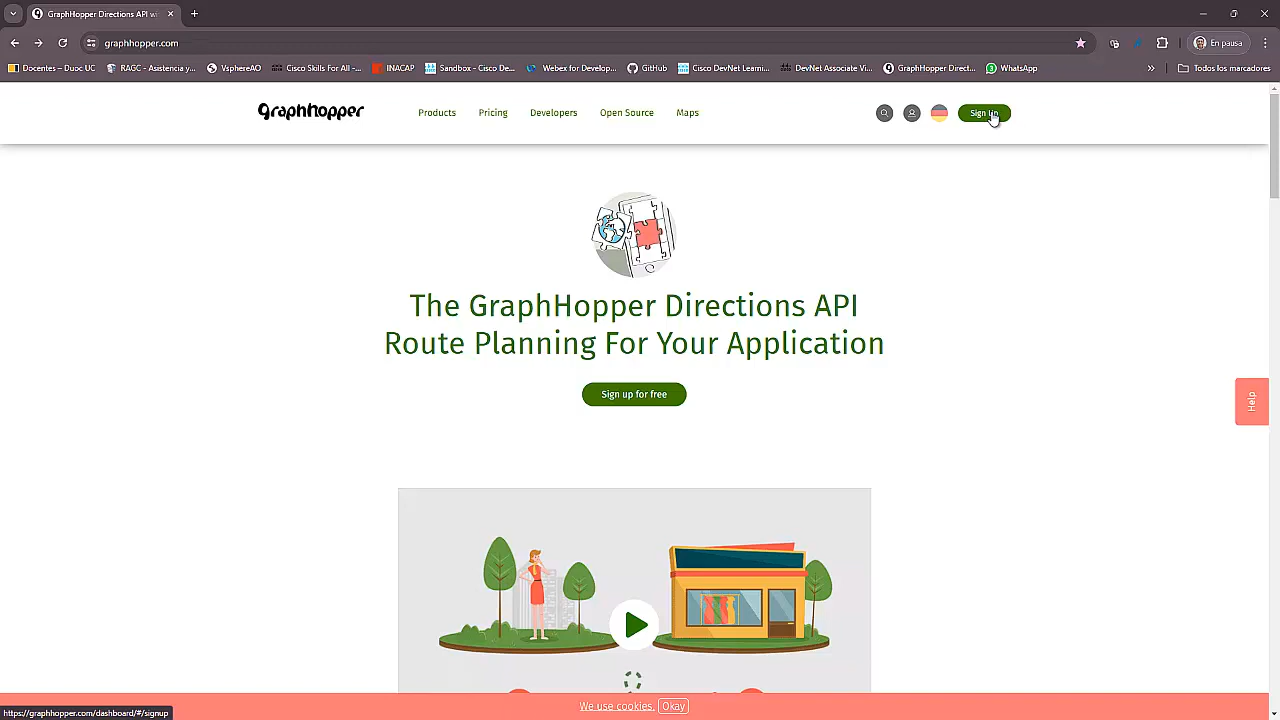 GraphHopper Directions API wi
graphhopper.com
En pausa
Docentes – Duoc UC
RAGC - Asistencia y...
VsphereAO
Cisco Skills For All -...
INACAP
Sandbox - Cisco De...
Webex for Develop...
GitHub
Cisco DevNet Learni...
DevNet Associate Vi...
GraphHopper Direct...
WhatsApp
»
Todos los marcadores
graphhopper
Products
Pricing
Developers
Open Source
Maps
Sign Up
The GraphHopper Directions API
Route Planning For Your Application
Sign up for free
Help
We use cookies.
Okay
https://graphhopper.com/dashboard/#/signup